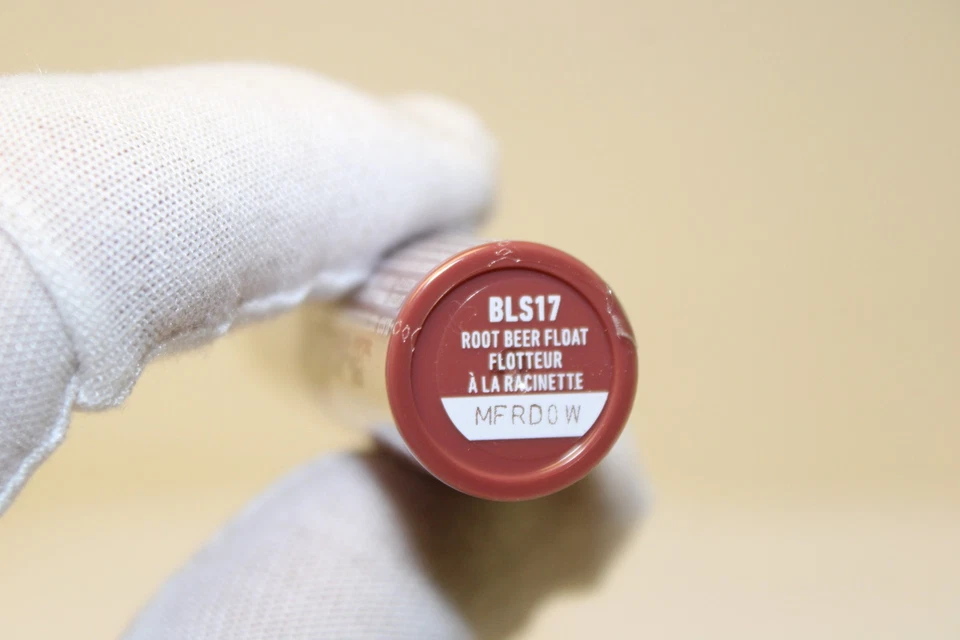 BLS17
ROOT BEER FLOAT
FLOTTEUR
À LA RACINETTE
MFRD0W